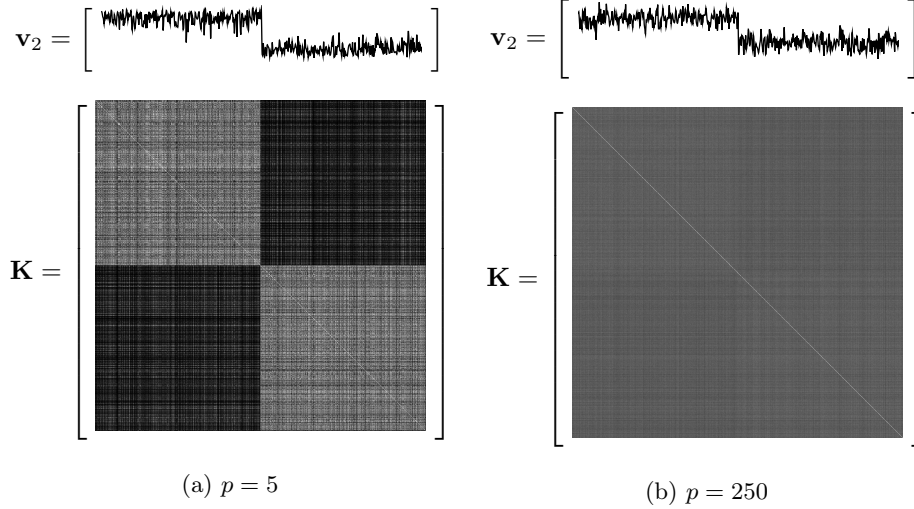 v₂ =
v₂ =
K =
K =
(a) p = 5
(b) p = 250